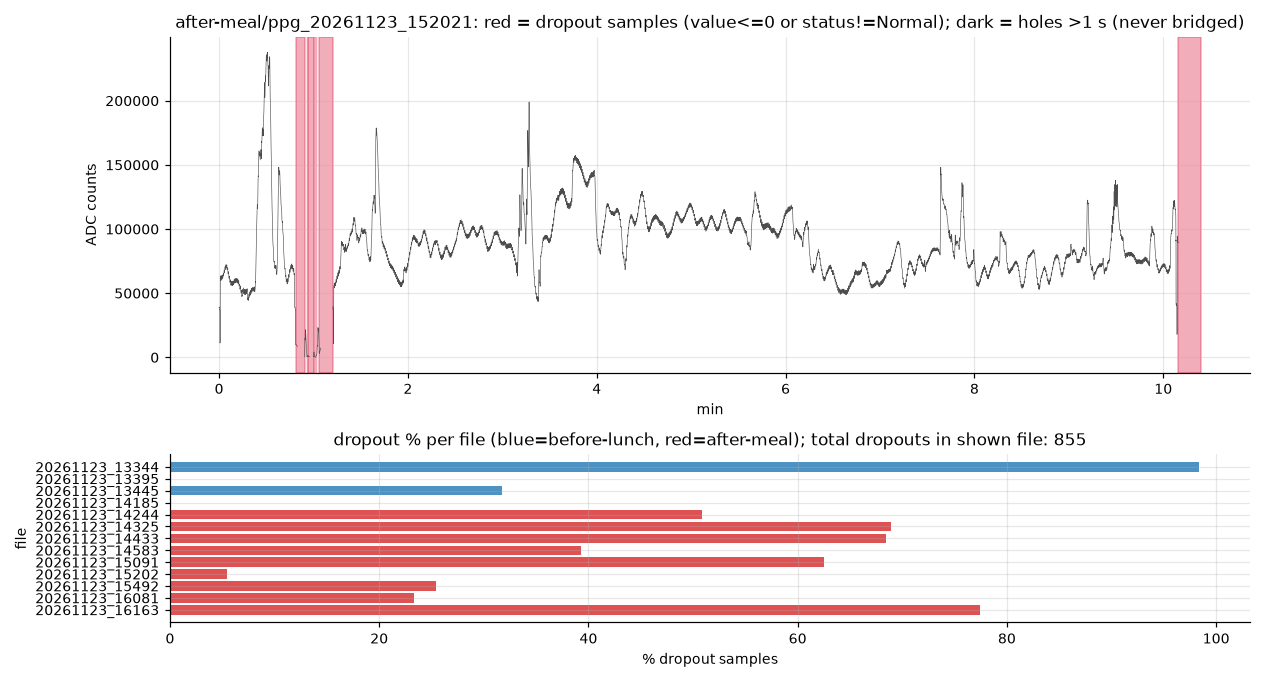 after-meal/ppg_20261123_152021: red = dropout samples (value<=0 or status!=Normal); dark = holes >1 s (never bridged)
ADC counts
200000
150000
100000
50000
0
0 2 4 6 8 10
min
dropout % per file (blue=before-lunch, red=after-meal); total dropouts in shown file: 855
file
20261123_13344
20261123_13395
20261123_13445
20261123_14185
20261123_14244
20261123_14325
20261123_14433
20261123_14583
20261123_15091
20261123_15202
20261123_15492
20261123_16081
20261123_16163
0 20 40 60 80 100
% dropout samples